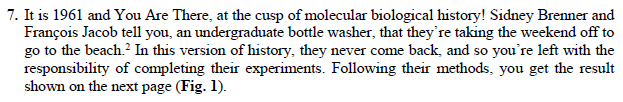 7. It is 1961 and You Are There, at the cusp of molecular biological history! Sidney Brenner and
François Jacob tell you, an undergraduate bottle washer, that they're taking the weekend off to
go to the beach.² In this version of history, they never come back, and so you're left with the
responsibility of completing their experiments. Following their methods, you get the result
shown on the next page (Fig. 1).